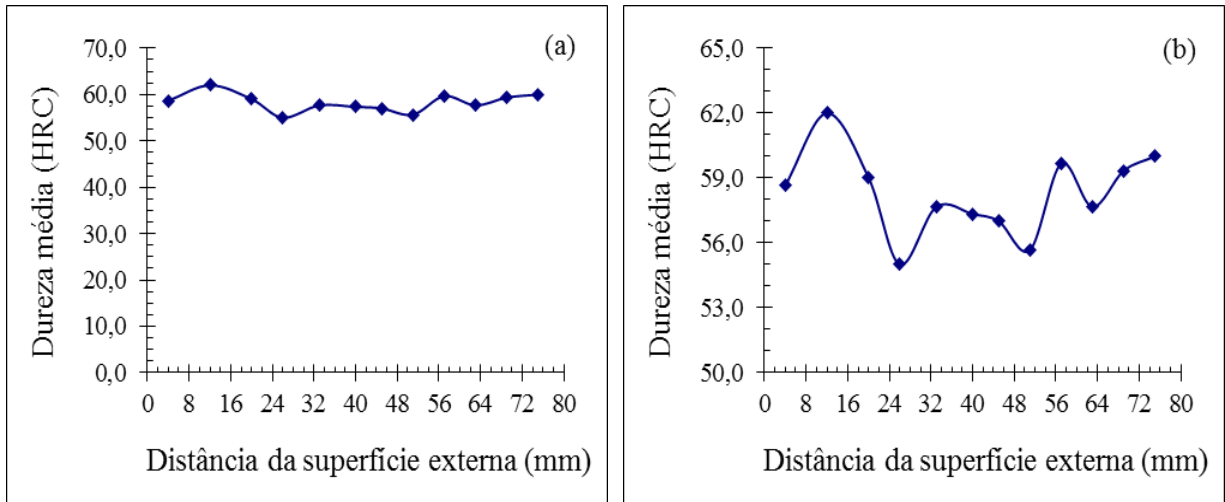 (a)
Dureza média (HRC)
70,0
60,0
50,0
40,0
30,0
20,0
10,0
0,0
0 8 16 24 32 40 48 56 64 72 80
Distância da superfície externa (mm)
(b)
Dureza média (HRC)
65,0
62,0
59,0
56,0
53,0
50,0
0 8 16 24 32 40 48 56 64 72 80
Distância da superfície externa (mm)